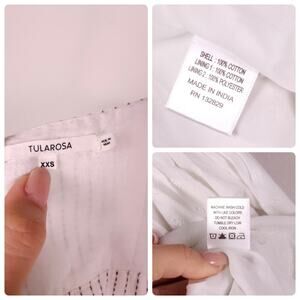 TULAROSA
XXS
SHELL : 100% COTTON
LINING 1 : 100% COTTON
LINING 2 : 100% POLYESTER
MADE IN INDIA
RN 132829
MACHINE WASH COLD
WITH LIKE COLORS
DO NOT BLEACH
TUMBLE DRY LOW
COOL IRON